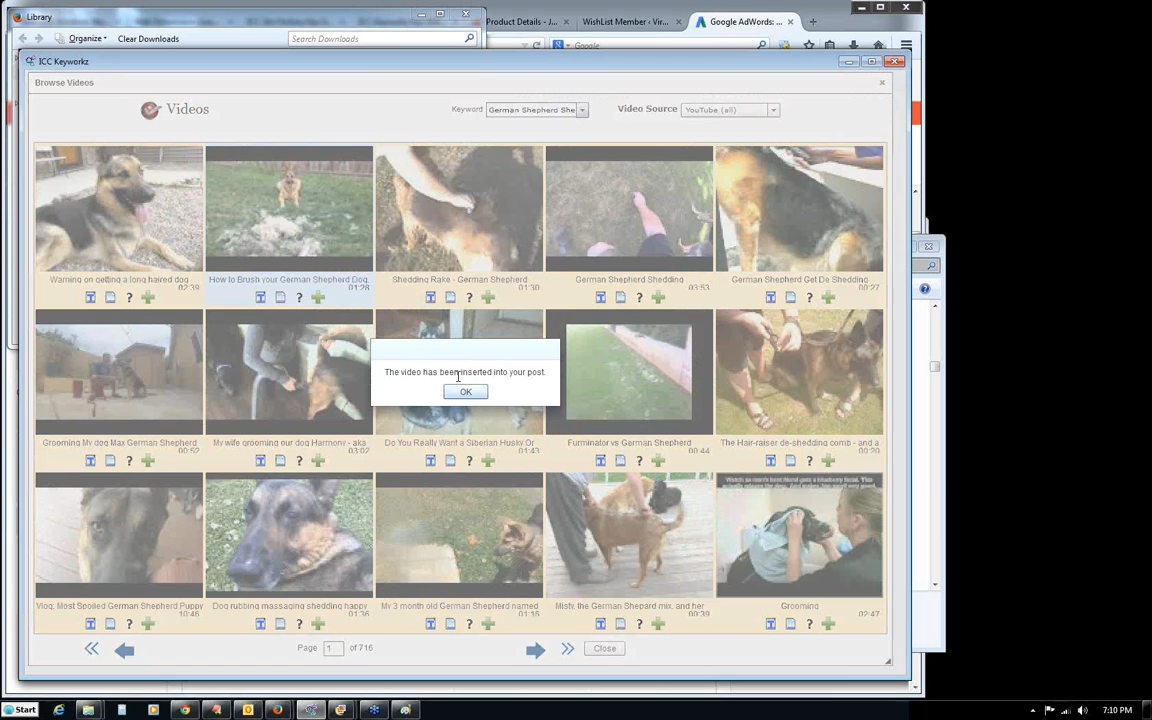 Library
Product Details - J...
WishList Member - Vir...
Google AdWords: ...
Organize
Clear Downloads
Search Downloads
Google
ICC Keyworkz
Browse Videos
Videos
Keyword
German Shepherd She
Video Source
YouTube (all)
Warning on getting a long haired dog
02:39
How to Brush your German Shepherd Dog.
01:28
Shedding Rake - German Shepherd
01:30
German Shepherd Shedding
03:53
German Shepherd Get De Shedding
00:27
The video has been inserted into your post.
OK
Grooming My dog Max German Shepherd
00:52
My wife grooming our dog Harmony - aka
03:02
Do You Really Want a Siberian Husky Or
01:43
Furminator vs German Shepherd
00:44
The Hair-raiser de-shedding comb - and a
00:20
Vlog: Most Spoiled German Shepherd Puppy
10:46
Dog rubbing massaging shedding happy
01:36
My 3 month old German Shepherd named
01:16
Misty, the German Shepard mix, and her
00:39
Grooming
02:47
Page 1 of 716
Close
Start
7:10 PM